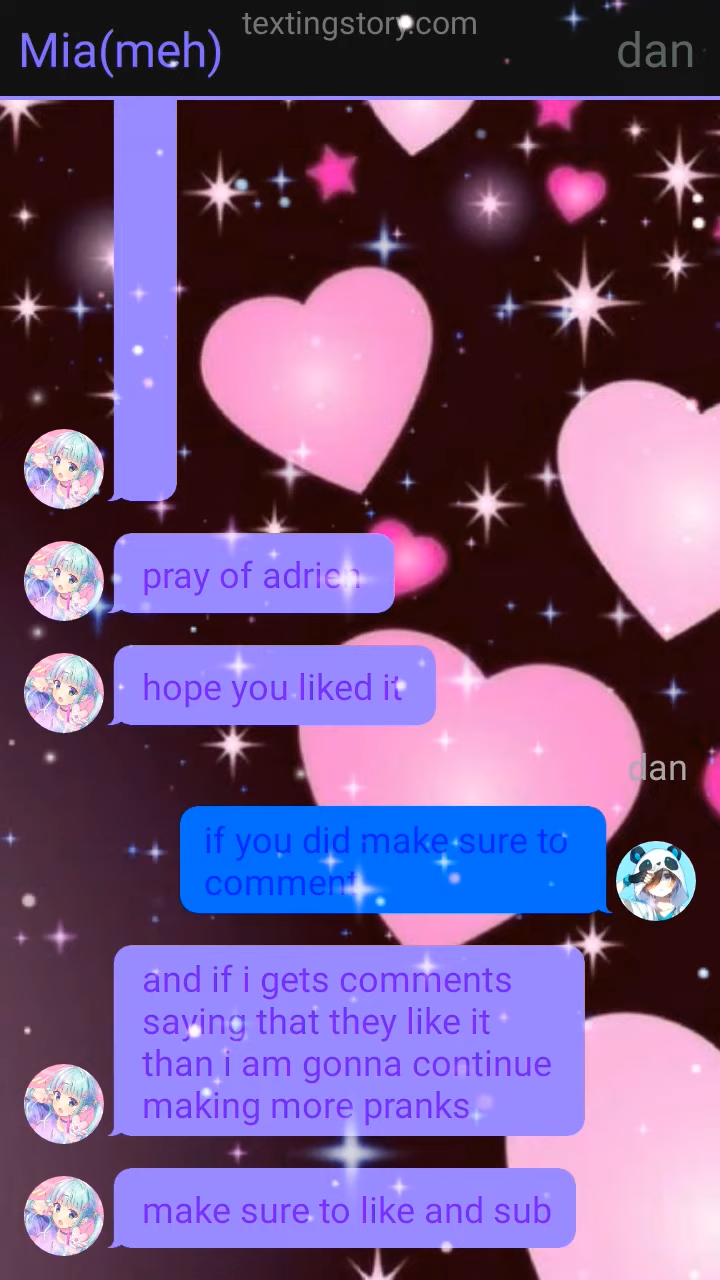 textingstory.com
Mia(meh)
dan
pray of adrien
hope you liked it
dan
if you did make sure to
comment
and if i gets comments
saying that they like it
than i am gonna continue
making more pranks
make sure to like and sub